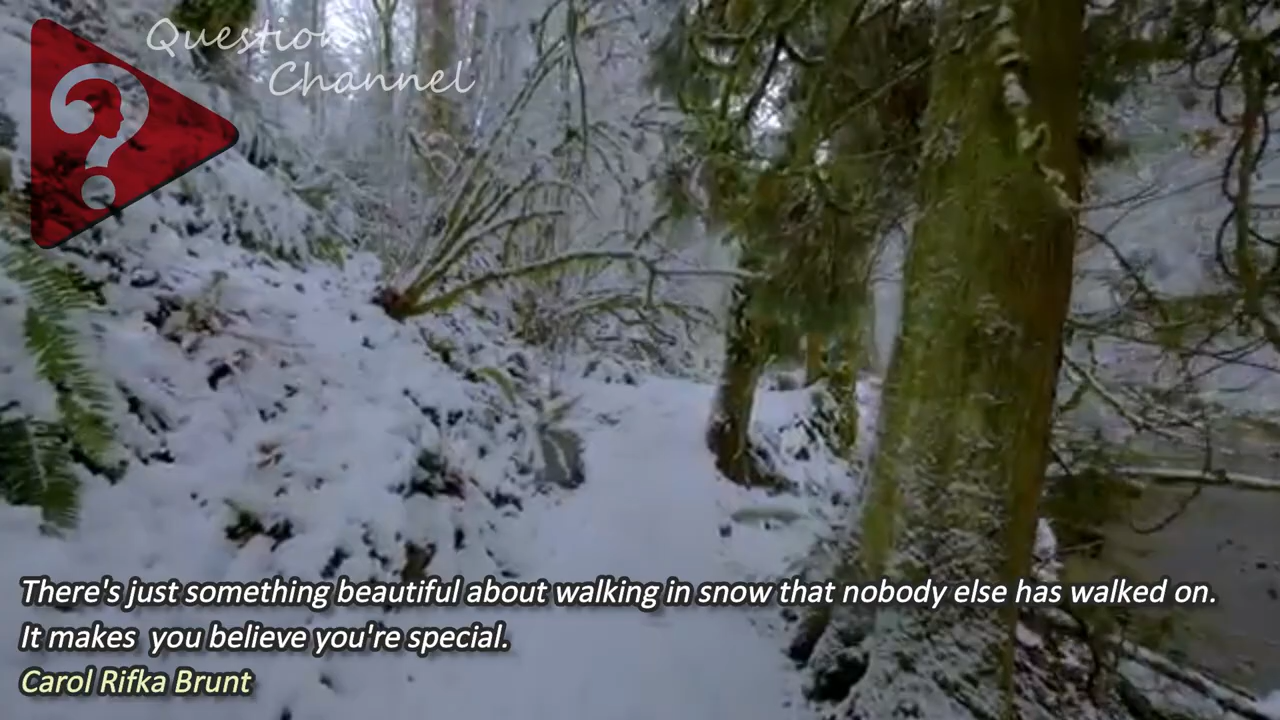 Question
Channel
There's just something beautiful about walking in snow that nobody else has walked on.
It makes  you believe you're special.
Carol Rifka Brunt